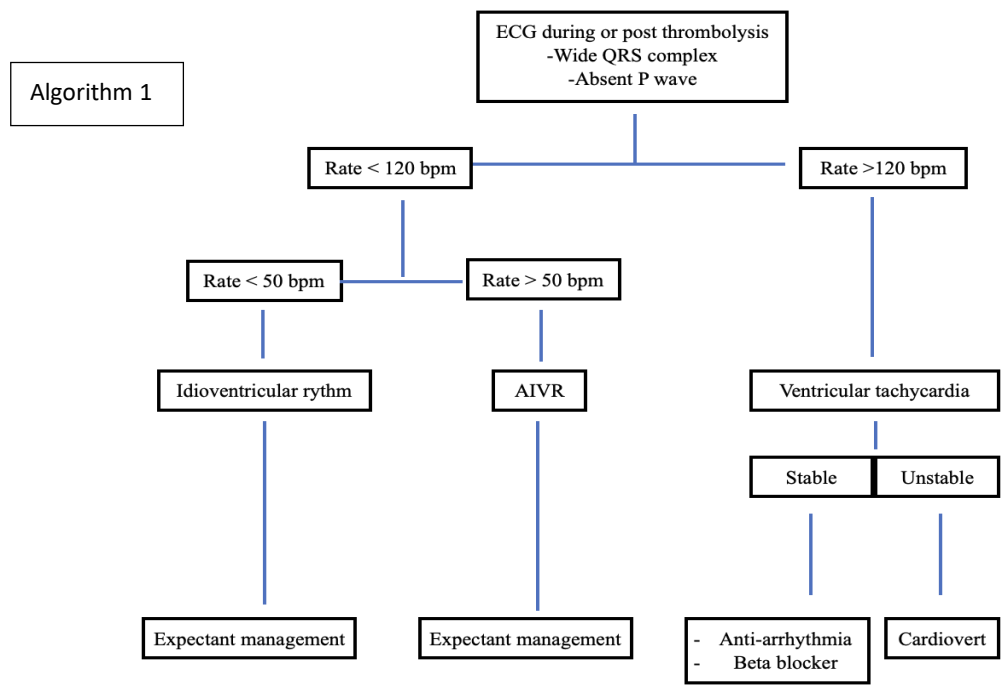 Algorithm 1
ECG during or post thrombolysis
-Wide QRS complex
-Absent P wave
Rate < 120 bpm
Rate >120 bpm
Rate < 50 bpm
Rate > 50 bpm
Idioventricular rythm
AIVR
Ventricular tachycardia
Stable
Unstable
Expectant management
Expectant management
- Anti-arrhythmia
- Beta blocker
Cardiovert